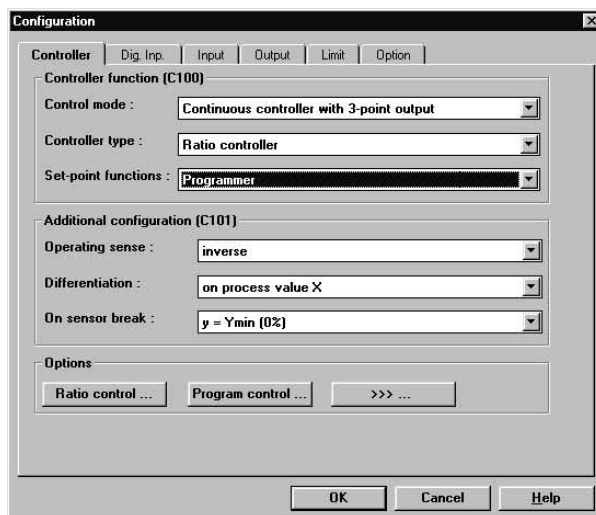 Configuration
Controller Dig. Inp. Input Output Limit Option
Controller function (C100)
Control mode : Continuous controller with 3-point output
Controller type : Ratio controller
Set-point functions : Programmer
Additional configuration (C101)
Operating sense : inverse
Differentiation : on process value X
On sensor break : y = Ymin (0%)
Options
Ratio control ... Program control ... >>> ...
OK Cancel Help